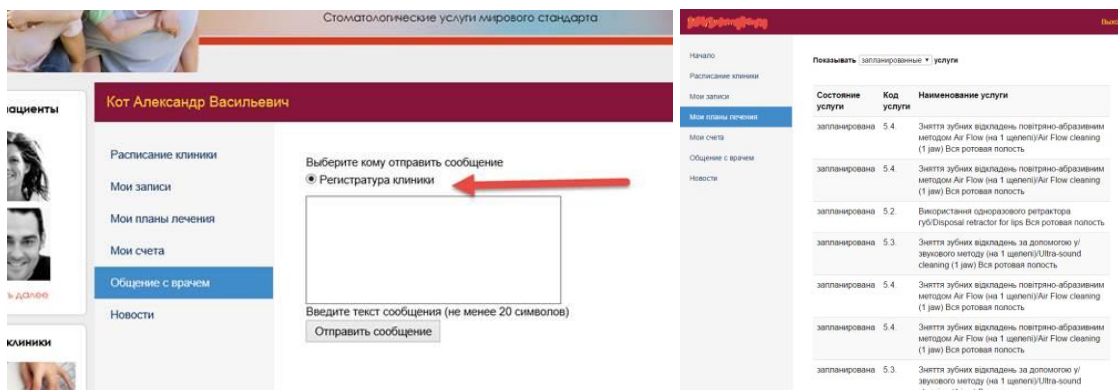 Стоматологические услуги мирового стандарта
ациенты
ь далее
клиники
Кот Александр Васильевич
Расписание клиники
Мои записи
Мои планы лечения
Мои счета
Общение с врачем
Новости
Выберите кому отправить сообщение
Регистратура клиники
Введите текст сообщения (не менее 20 символов)
Отправить сообщение
Начало
Расписание клиники
Мои записи
Мои планы лечения
Мои счета
Общение с врачем
Новости
Показывать запланированные услуги
Состояние услуги Код услуги Наименование услуги
запланирована 5.4. Зняття зубних відкладень повітряно-абразивним
методом Air Flow (на 1 щелепі)/Air Flow cleaning
(1 jaw) Вся ротовая полость
запланирована 5.4. Зняття зубних відкладень повітряно-абразивним
методом Air Flow (на 1 щелепі)/Air Flow cleaning
(1 jaw) Вся ротовая полость
запланирована 5.2. Використання одноразового ретрактора
губ/Disposal retractor for lips Вся ротовая полость
запланирована 5.3. Зняття зубних відкладень за допомогою у/
звукового методу (на 1 щелепі)/Ultra-sound
cleaning (1 jaw) Вся ротовая полость
запланирована 5.4. Зняття зубних відкладень повітряно-абразивним
методом Air Flow (на 1 щелепі)/Air Flow cleaning
(1 jaw) Вся ротовая полость
запланирована 5.4. Зняття зубних відкладень повітряно-абразивним
методом Air Flow (на 1 щелепі)/Air Flow cleaning
(1 jaw) Вся ротовая полость
запланирована 5.3. Зняття зубних відкладень за допомогою у/
звукового методу (на 1 щелепі)/Ultra-sound